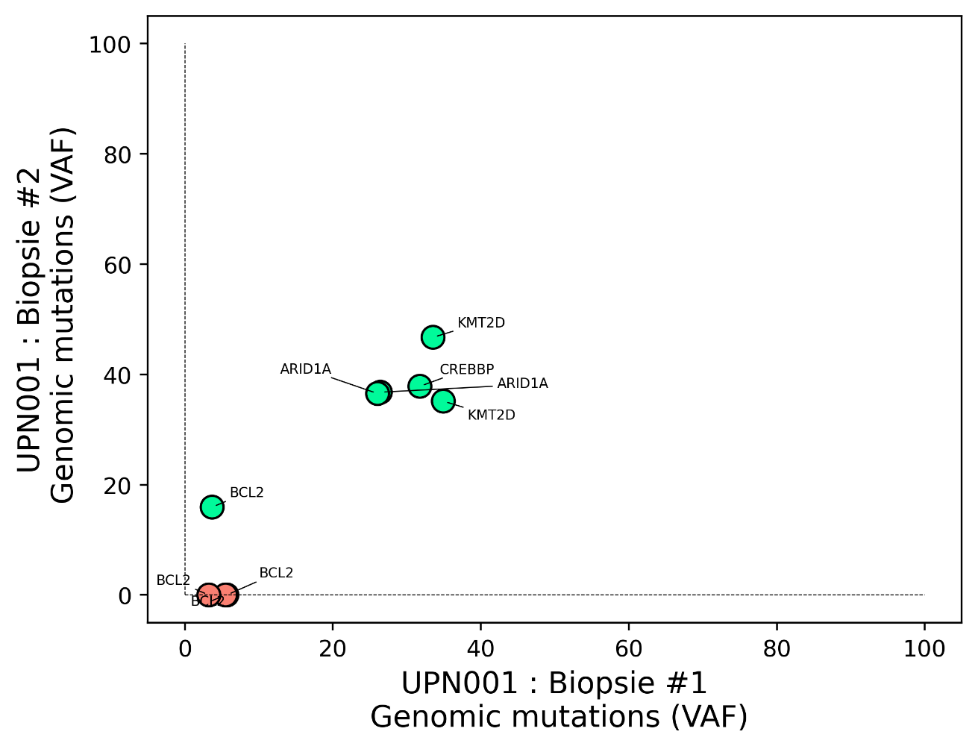 100
80
60
40
20
0
UPN001 : Biopsie #2
Genomic mutations (VAF)
KMT2D
ARID1A
CREBBP
ARID1A
KMT2D
BCL2
BCL2
BCL2
BCL2
0
20
40
60
80
100
UPN001 : Biopsie #1
Genomic mutations (VAF)